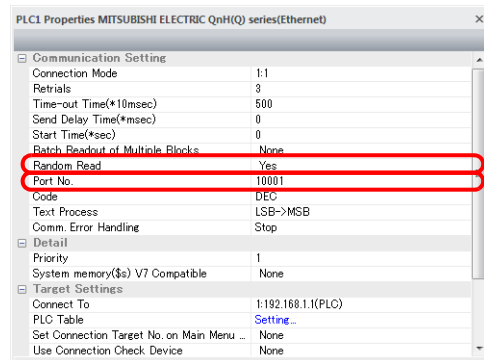 PLC1 Properties MITSUBISHI ELECTRIC QnH(Q) series(Ethernet)
Communication Setting
Connection Mode 1:1
Retrials 3
Time-out Time(*10msec) 500
Send Delay Time(*msec) 0
Start Time(*sec) 0
Batch Readout of Multiple Blocks None
Random Read Yes
Port No. 10001
Code DEC
Text Process LSB->MSB
Comm. Error Handling Stop
Detail
Priority 1
System memory($s) V7 Compatible None
Target Settings
Connect To 1:192.168.1.1(PLC)
PLC Table Setting...
Set Connection Target No. on Main Menu ... None
Use Connection Check Device None